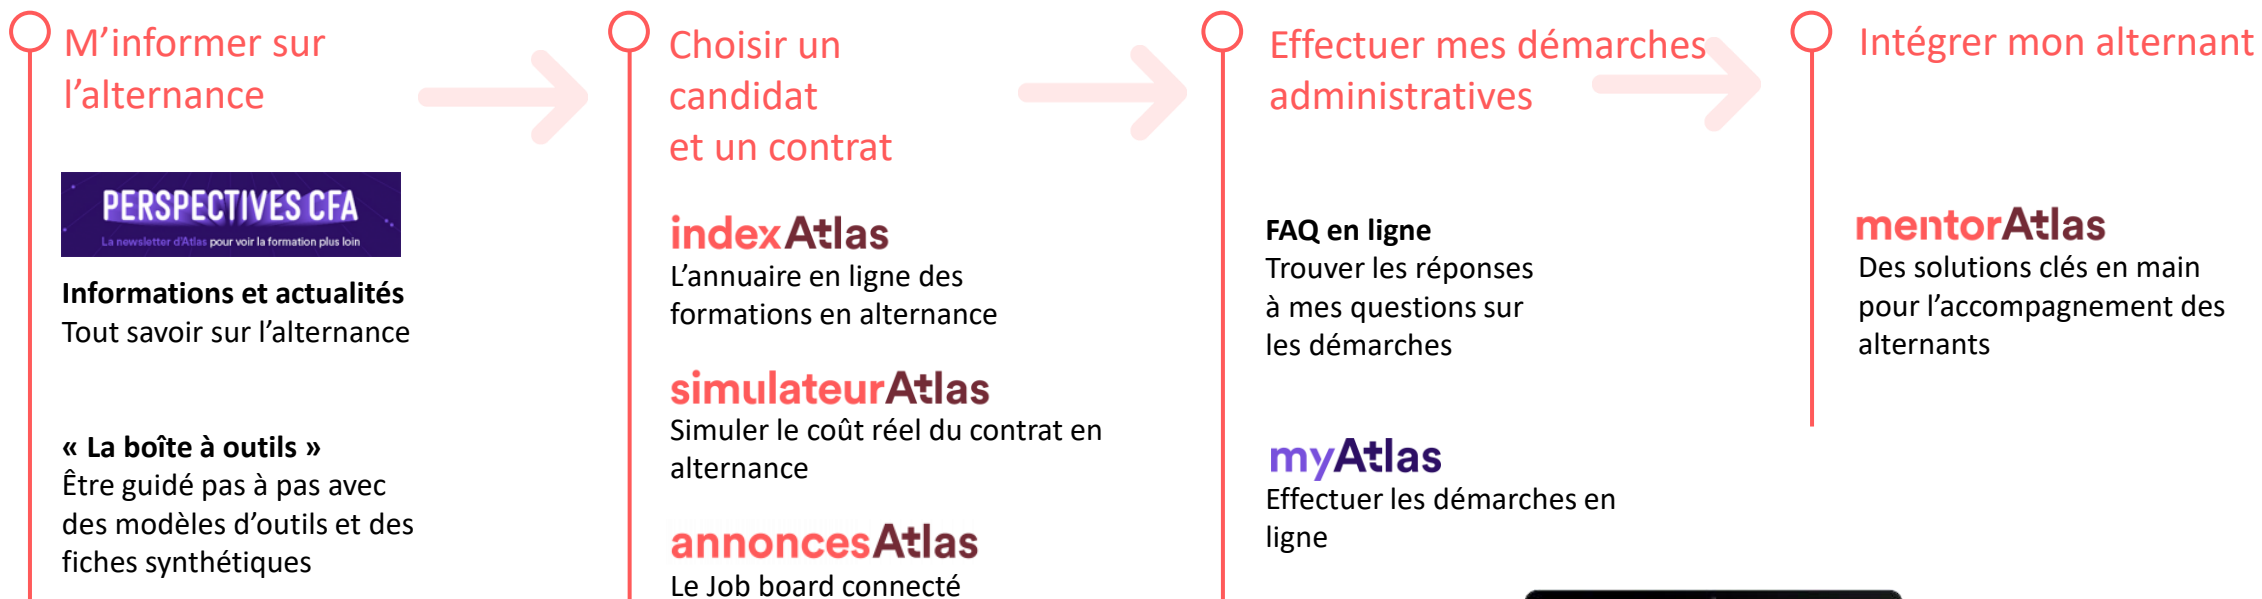 M’informer sur
l’alternance
PERSPECTIVES CFA
La newsletter d'Atlas pour voir la formation plus loin
Informations et actualités
Tout savoir sur l’alternance
« La boîte à outils »
Être guidé pas à pas avec
des modèles d’outils et des
fiches synthétiques
Choisir un
candidat
et un contrat
indexAtlas
L’annuaire en ligne des
formations en alternance
simulateurAtlas
Simuler le coût réel du contrat en
alternance
annoncesAtlas
Le Job board connecté
Effectuer mes démarches
administratives
FAQ en ligne
Trouver les réponses
à mes questions sur
les démarches
myAtlas
Effectuer les démarches en
ligne
Intégrer mon alternant
mentorAtlas
Des solutions clés en main
pour l’accompagnement des
alternants